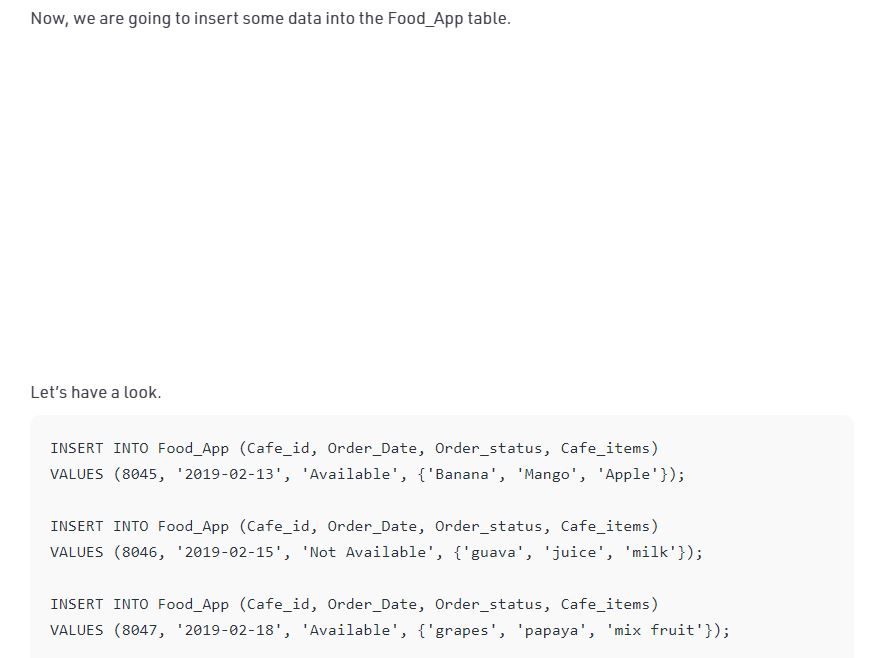 Now, we are going to insert some data into the Food_App table.
Let's have a look.
INSERT INTO Food_App (Cafe_id, Order_Date, Order_status, Cafe_items)
VALUES (8045, '2019-02-13', 'Available', {'Banana', 'Mango', 'Apple'});
INSERT INTO Food_App (Cafe_id, Order_Date, Order_status, Cafe_items)
VALUES (8046, '2019-02-15', 'Not Available', {'guava', 'juice', 'milk'});
INSERT INTO Food_App (Cafe_id, Order_Date, Order_status, Cafe_items)
VALUES (8047, '2019-02-18', 'Available', {'grapes', 'papaya', 'mix fruit'});